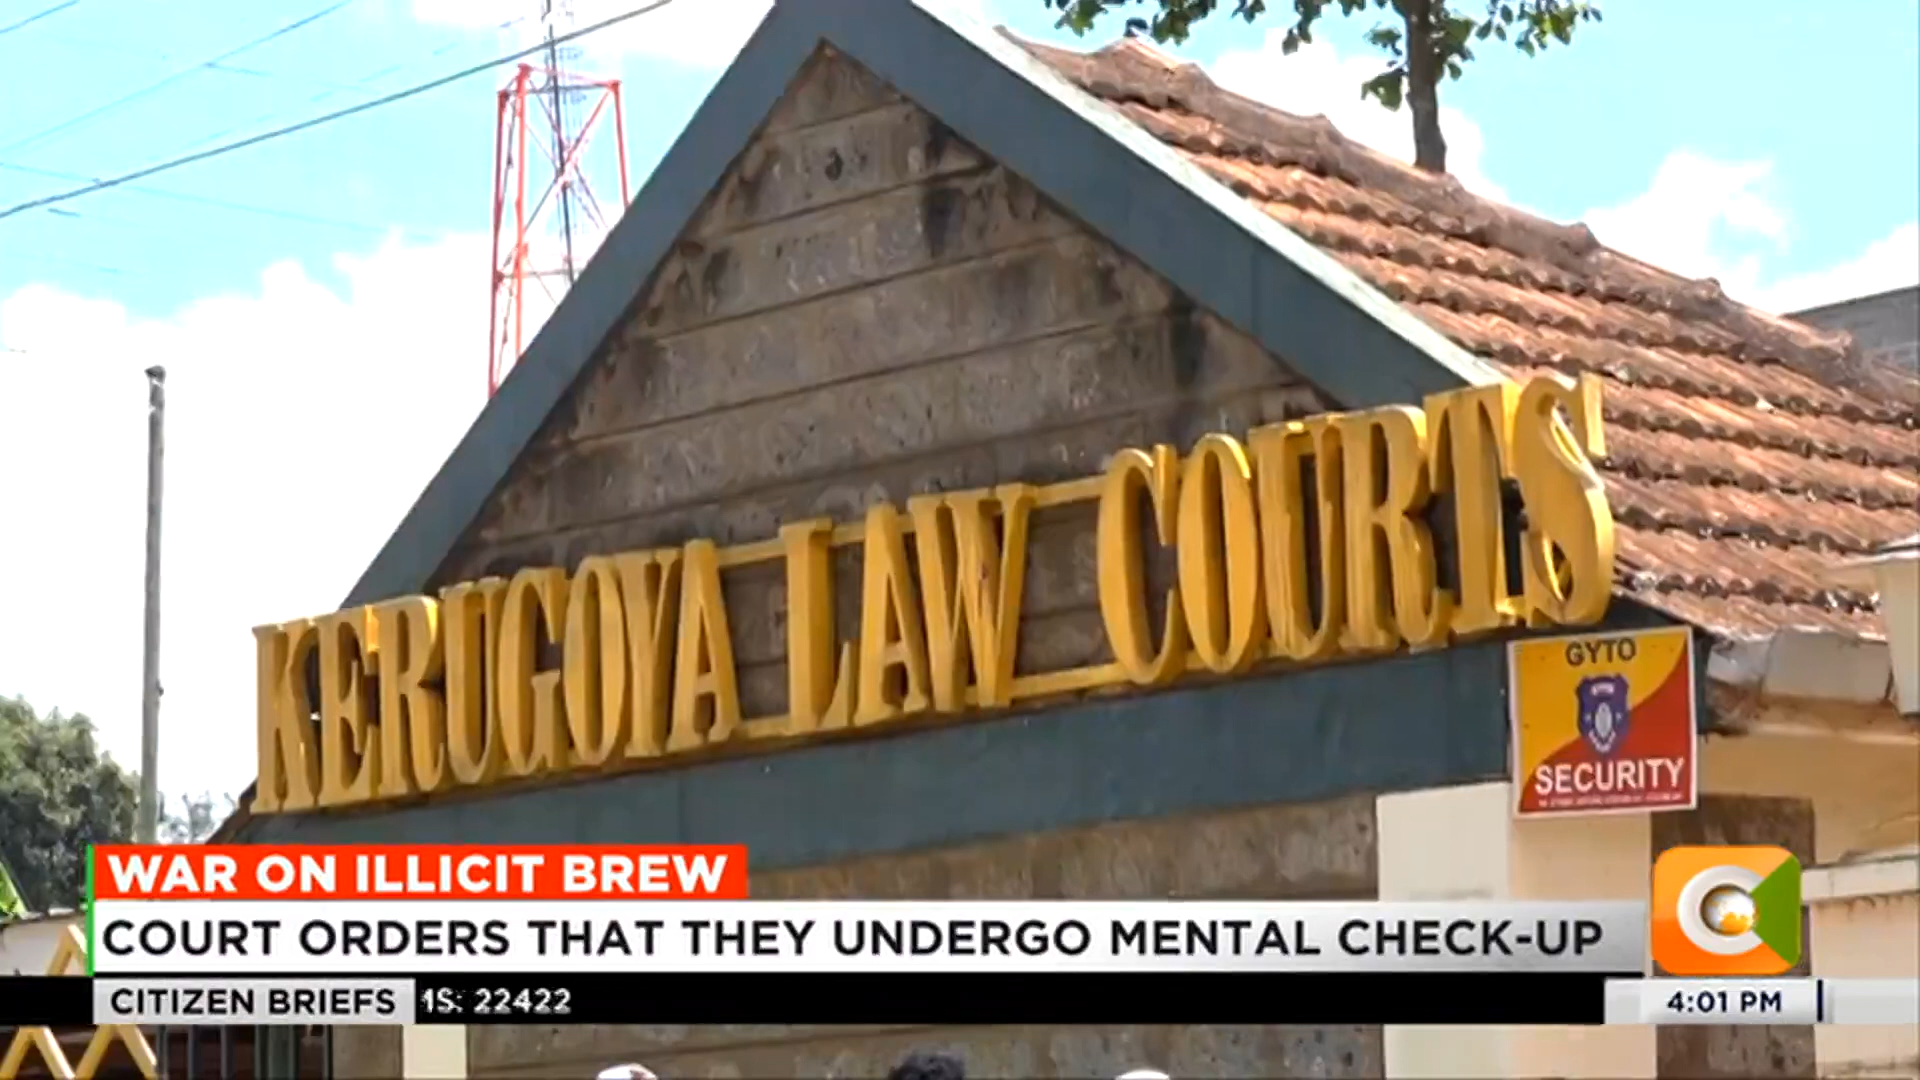 KERUGOYA LAW COURTS
GYTO
SECURITY
WAR ON ILLICIT BREW
COURT ORDERS THAT THEY UNDERGO MENTAL CHECK-UP
CITIZEN BRIEFS
22422
4:01 PM